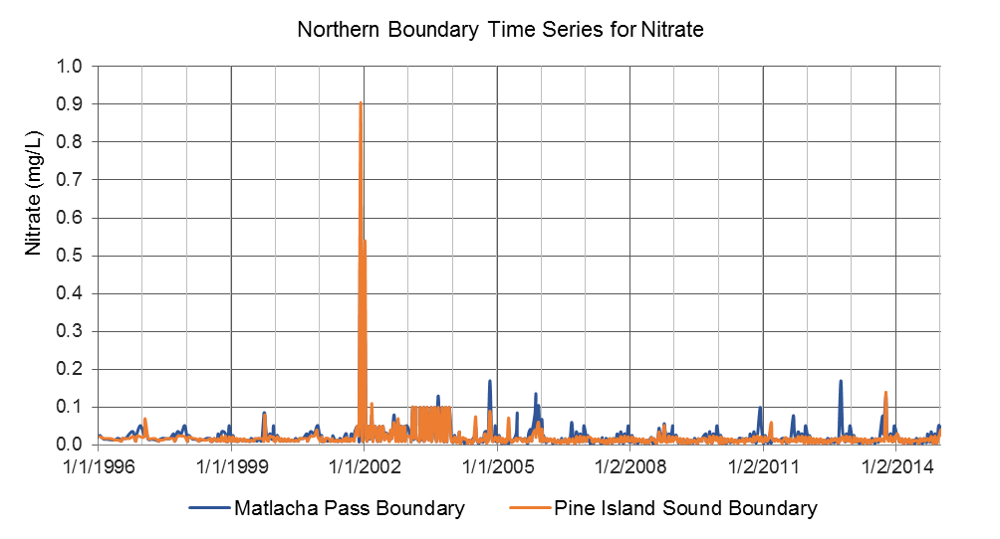 Northern Boundary Time Series for Nitrate
1.0
0.9
0.8
0.7
0.6
0.5
0.4
0.3
0.2
0.1
0.0
Nitrate (mg/L)
1/1/1996 1/1/1999 1/1/2002 1/1/2005 1/2/2008 1/2/2011 1/2/2014
Matlacha Pass Boundary Pine Island Sound Boundary